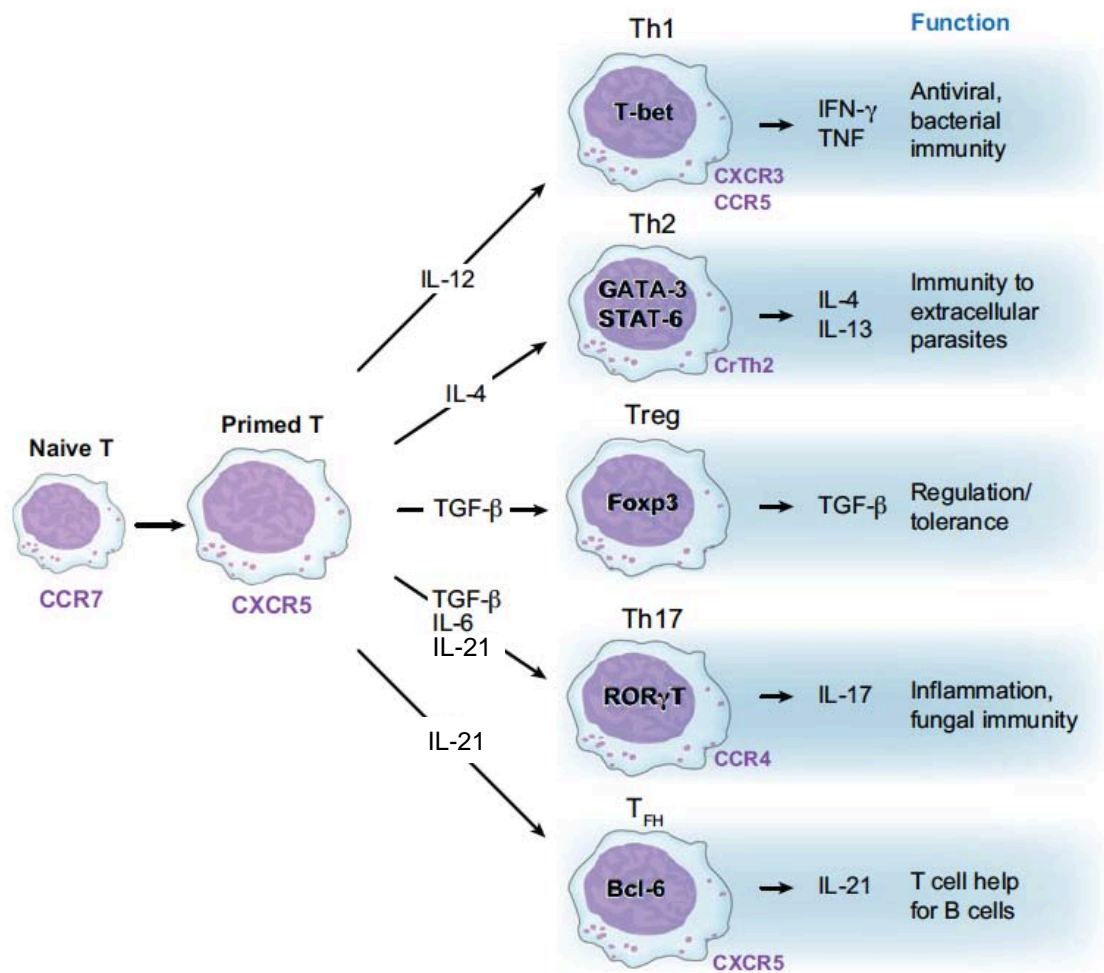 Function
Th1
T-bet
IFN-γ
TNF
Antiviral,
bacterial
immunity
CXCR3
CCR5
IL-12
Th2
GATA-3
STAT-6
IL-4
IL-13
Immunity to
extracellular
parasites
CrTh2
IL-4
Naive T
CCR7
Primed T
CXCR5
Treg
TGF-β
Foxp3
TGF-β
Regulation/
tolerance
TGF-β
IL-6
IL-21
Th17
RORγT
IL-17
Inflammation,
fungal immunity
CCR4
IL-21
TFH
Bcl-6
IL-21
T cell help
for B cells
CXCR5